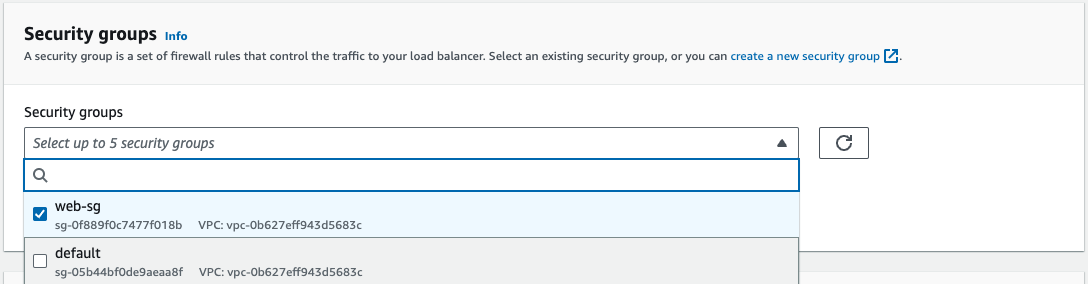 Security groups Info
A security group is a set of firewall rules that control the traffic to your load balancer. Select an existing security group, or you can create a new security group.
Security groups
Select up to 5 security groups
web-sg
sg-0f889f0c7477f018b VPC: vpc-0b627eff943d5683c
default
sg-05b44bf0de9aeaa8f VPC: vpc-0b627eff943d5683c